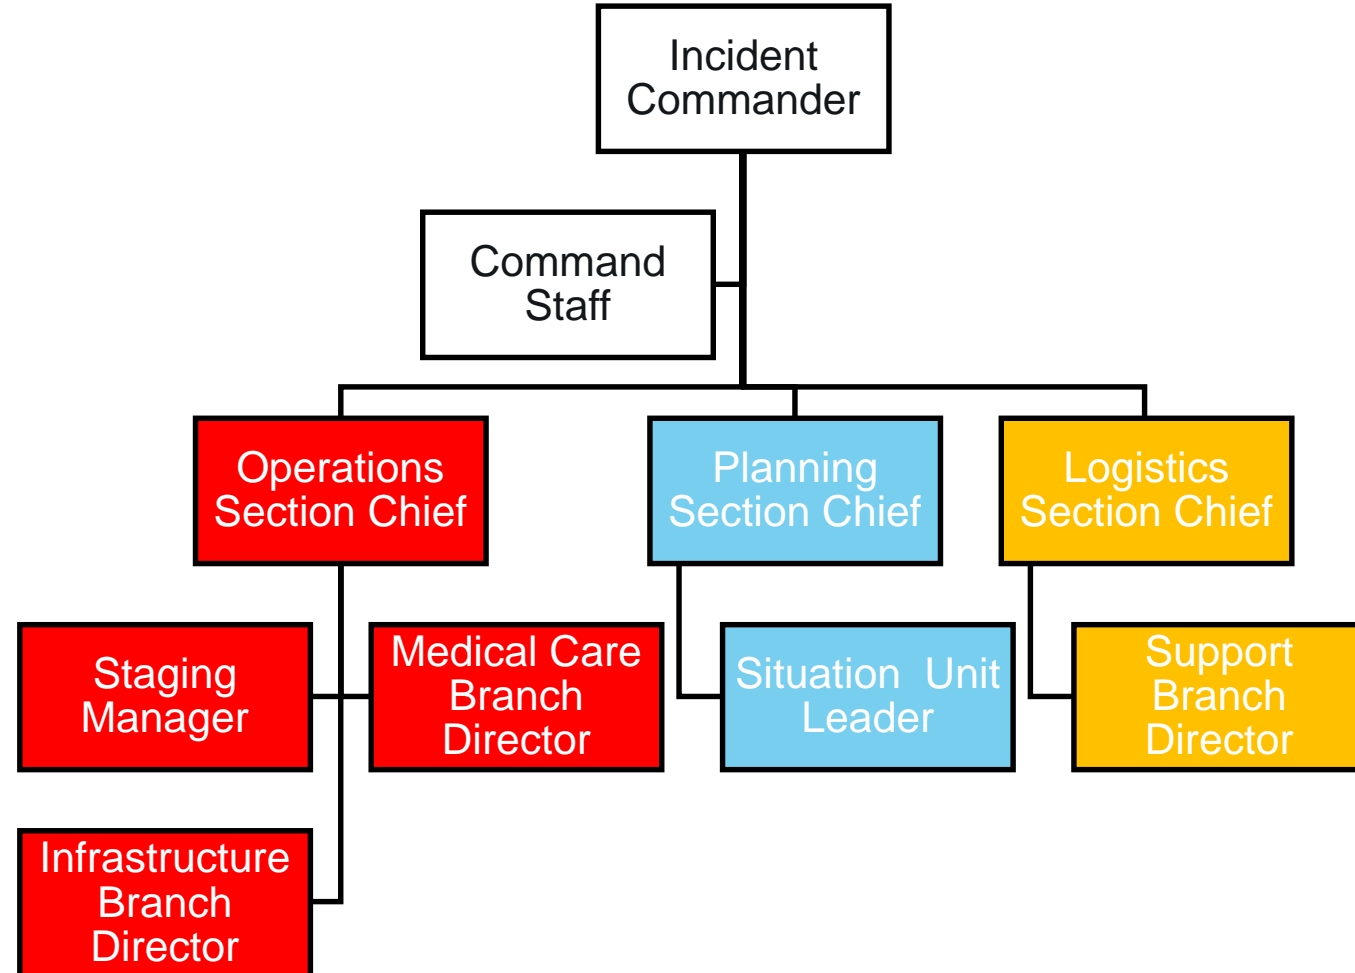 Incident
Commander
Command
Staff
Operations
Section Chief
Planning
Section Chief
Logistics
Section Chief
Staging
Manager
Medical Care
Branch
Director
Situation  Unit
Leader
Support
Branch
Director
Infrastructure
Branch
Director